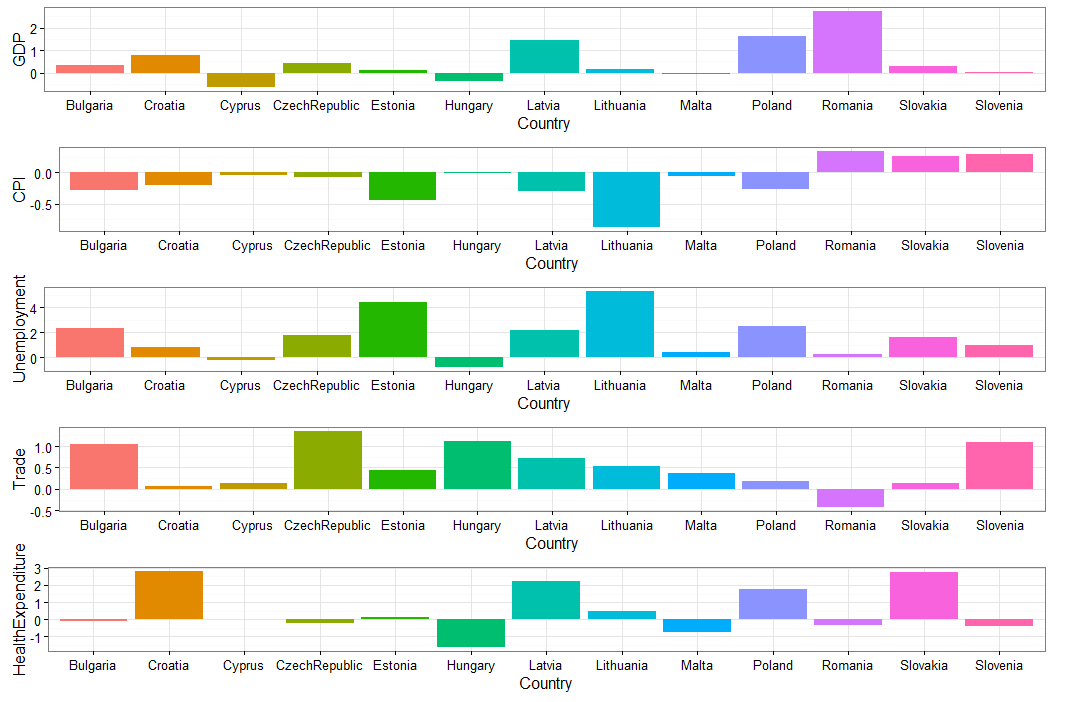 GDP
2
1
0
Bulgaria Croatia Cyprus CzechRepublic Estonia Hungary Latvia Lithuania Malta Poland Romania Slovakia Slovenia
Country
CPI
0.0
-0.5
Bulgaria Croatia Cyprus CzechRepublic Estonia Hungary Latvia Lithuania Malta Poland Romania Slovakia Slovenia
Country
Unemployment
4
2
0
Bulgaria Croatia Cyprus CzechRepublic Estonia Hungary Latvia Lithuania Malta Poland Romania Slovakia Slovenia
Country
Trade
1.0
0.5
0.0
-0.5
Bulgaria Croatia Cyprus CzechRepublic Estonia Hungary Latvia Lithuania Malta Poland Romania Slovakia Slovenia
Country
HealthExpenditure
3
2
1
0
-1
Bulgaria Croatia Cyprus CzechRepublic Estonia Hungary Latvia Lithuania Malta Poland Romania Slovakia Slovenia
Country